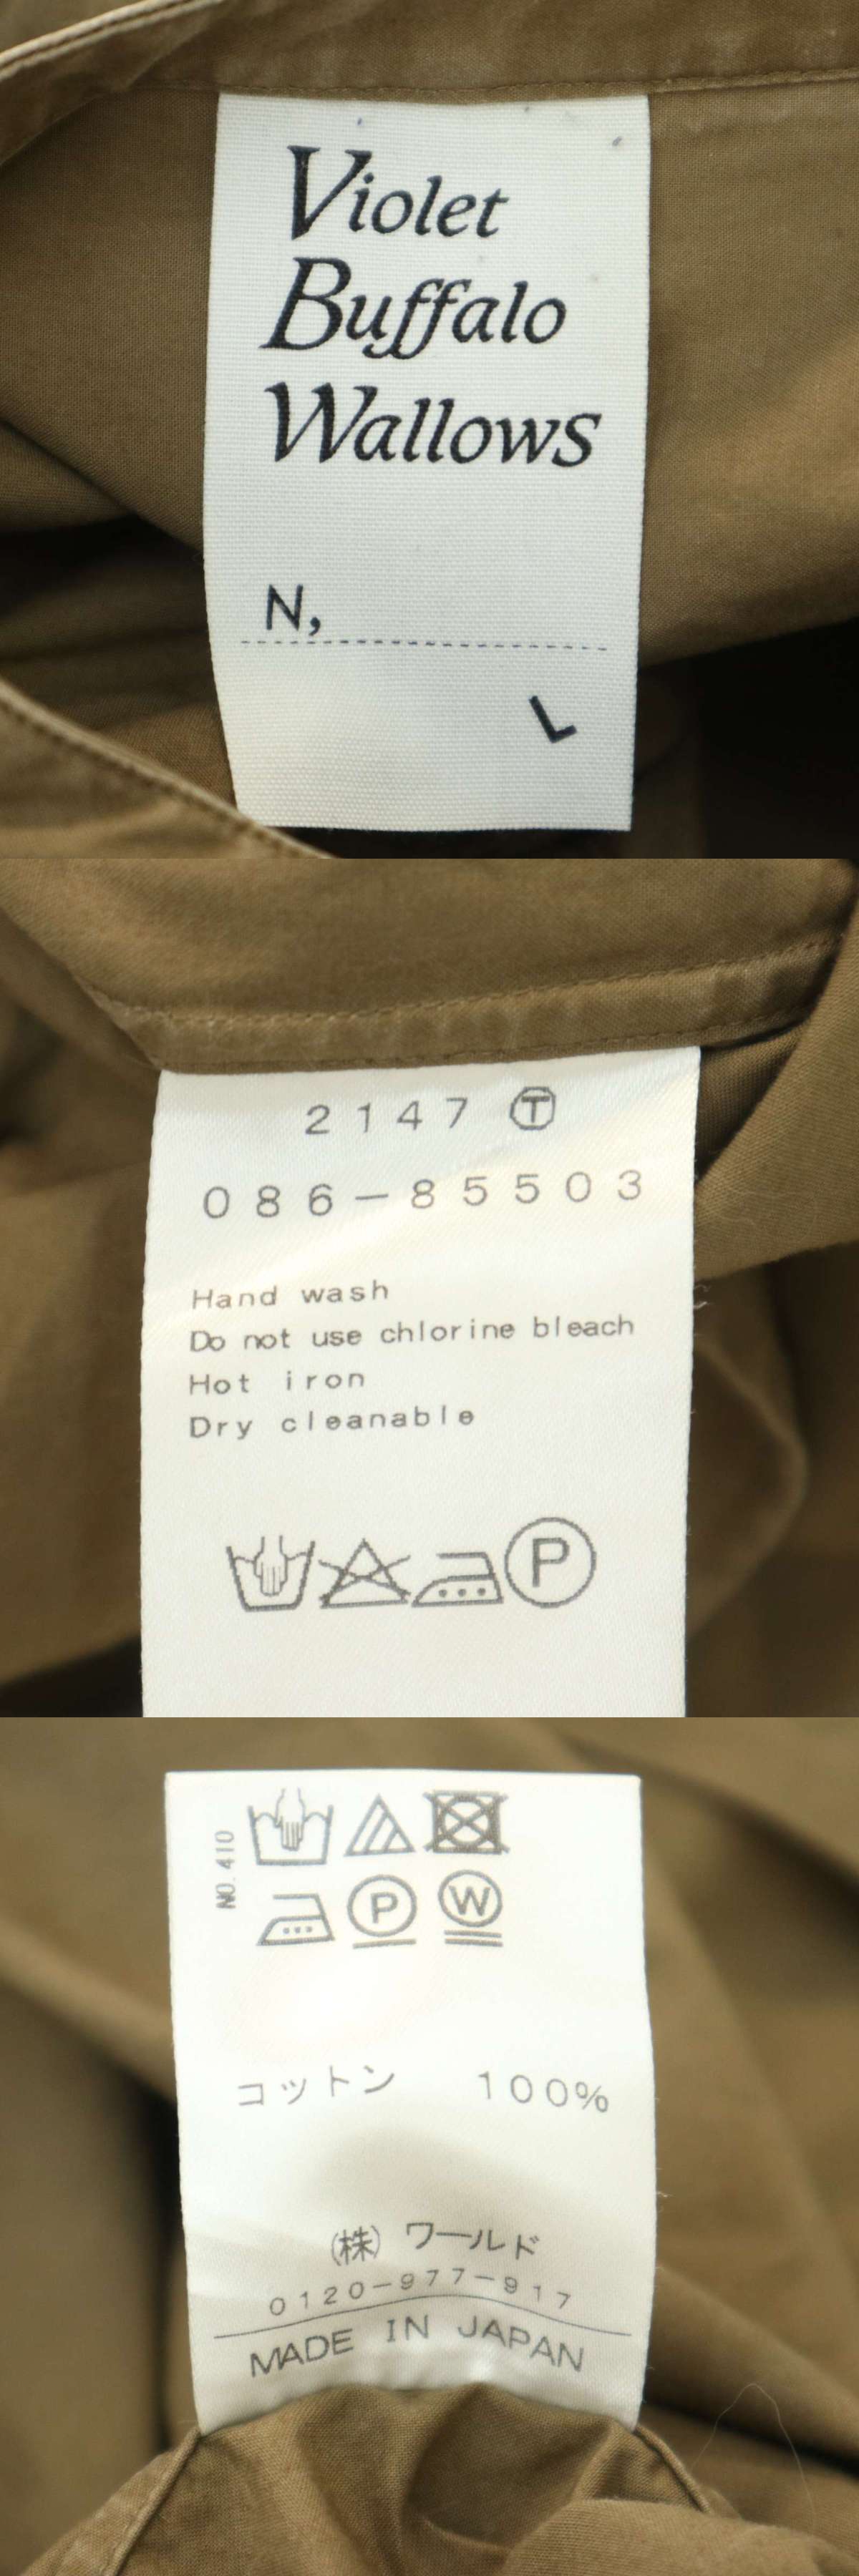 Violet
Buffalo
Wallows
N,
L
2147 Ⓣ
086-85503
Hand wash
Do not use chlorine bleach
Hot iron
Dry cleanable
P
NO.410
P W
コットン 100%
(株) ワールド
0120-977-917
MADE IN JAPAN